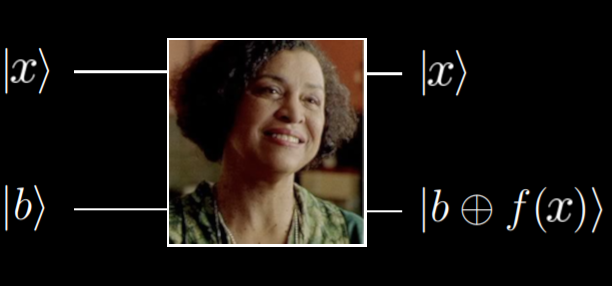 |x⟩ |x⟩
|b⟩ |b ⊕ f(x)⟩